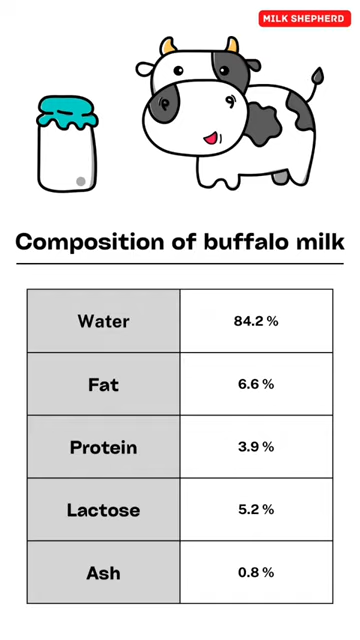 MILK SHEPHERD
Composition of buffalo milk
Water 84.2 %
Fat 6.6 %
Protein 3.9 %
Lactose 5.2 %
Ash 0.8 %